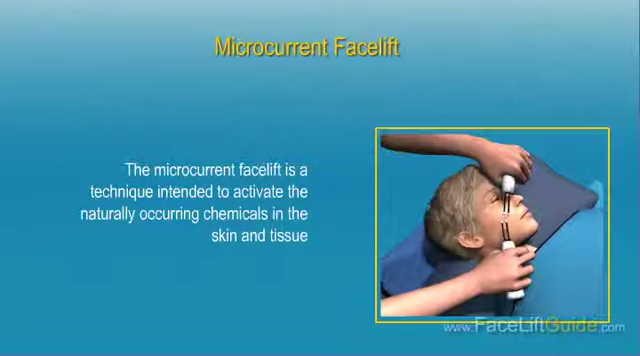 Microcurrent Facelift
The microcurrent facelift is a
technique intended to activate the
naturally occurring chemicals in the
skin and tissue
www.FaceLiftGuide.com